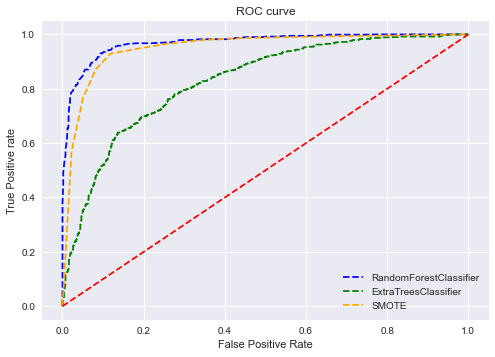 ROC curve
1.0
0.8
0.6
0.4
0.2
0.0
True Positive rate
0.0 0.2 0.4 0.6 0.8 1.0
False Positive Rate
RandomForestClassifier
ExtraTreesClassifier
SMOTE